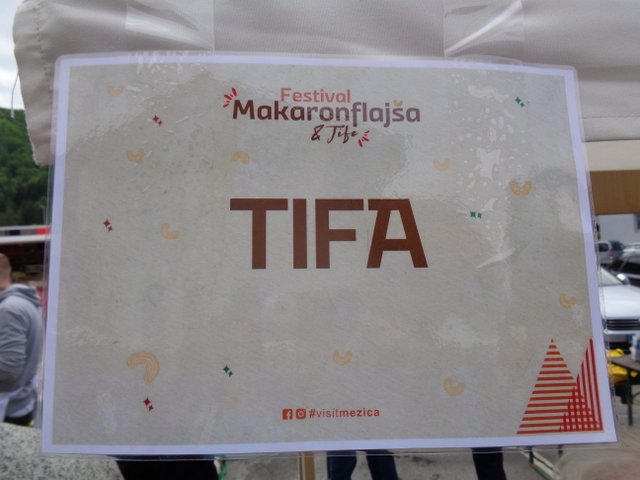 Festival
Makaronflajša
& Tife
TIFA
#visitmezica